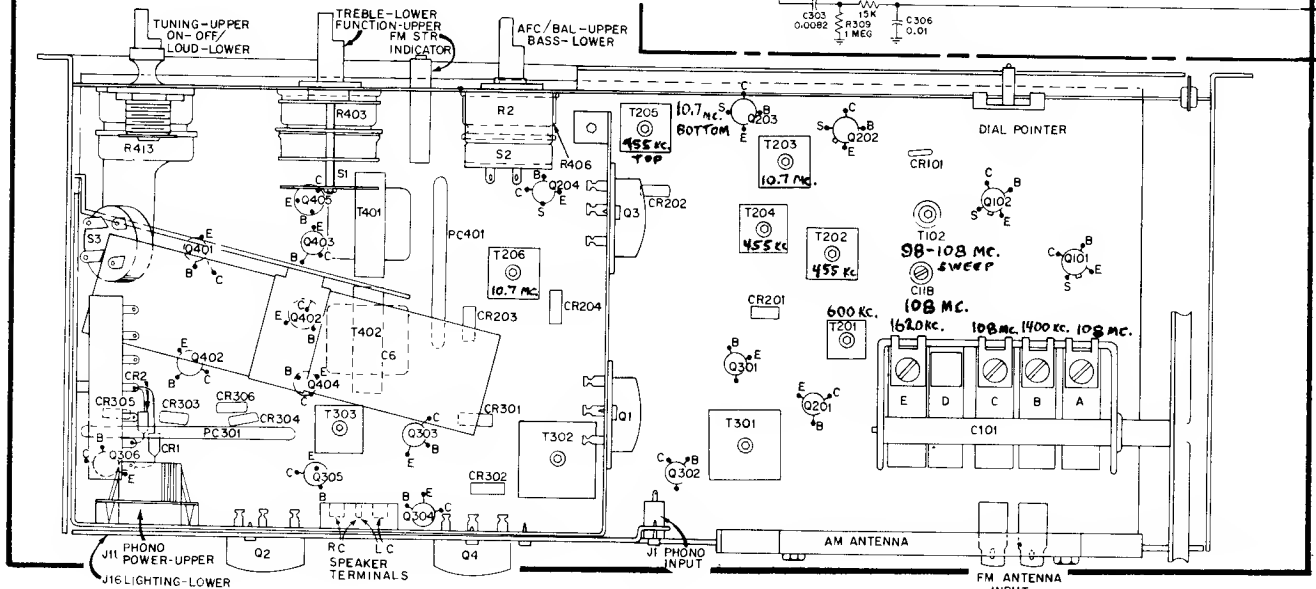 C303
0.0082
R309
1 MEG
15K
C306
0.01
TUNING-UPPER
ON-OFF/
LOUD-LOWER
TREBLE-LOWER
FUNCTION-UPPER
FM STR
INDICATOR
AFC/BAL-UPPER
BASS-LOWER
DIAL POINTER
R413
R403
S1
R2
S2
R406
T205
455 KC.
TOP
10.7 MC.
BOTTOM
S
C
B
E
Q203
C
S
B
E
Q202
T203
10.7 MC.
CR101
C
B
E
S
Q204
Q3
CR202
C
B
E
S
Q102
T102
98-108 MC.
SWEEP
C118
108 MC.
B
E
S
Q101
T204
455 KC
T202
455 KC
S3
E
Q401
B
C
C
E
Q405
B
E
Q403
B
C
T401
PC401
T206
10.7 MC.
CR203
CR204
CR201
600 KC.
T201
1620 KC.
108 MC.
1400 KC.
108 MC.
E
D
C
B
A
C101
C
E
Q402
B
T402
C6
E
Q402
B
C
B
E
Q404
C
B
E
Q301
C
E
C
Q201
B
Q1
CR2
CR305
CR303
CR306
CR304
PC301
CR1
B
C
Q306
E
T303
C
Q303
B
E
CR301
T302
T301
CR302
E
C
Q305
B
B
E
C
Q304
C
B
Q302
E
J11 PHONO
POWER-UPPER
J16 LIGHTING-LOWER
Q2
RC
LC
SPEAKER
TERMINALS
Q4
J1 PHONO
INPUT
AM ANTENNA
FM ANTENNA
INPUT